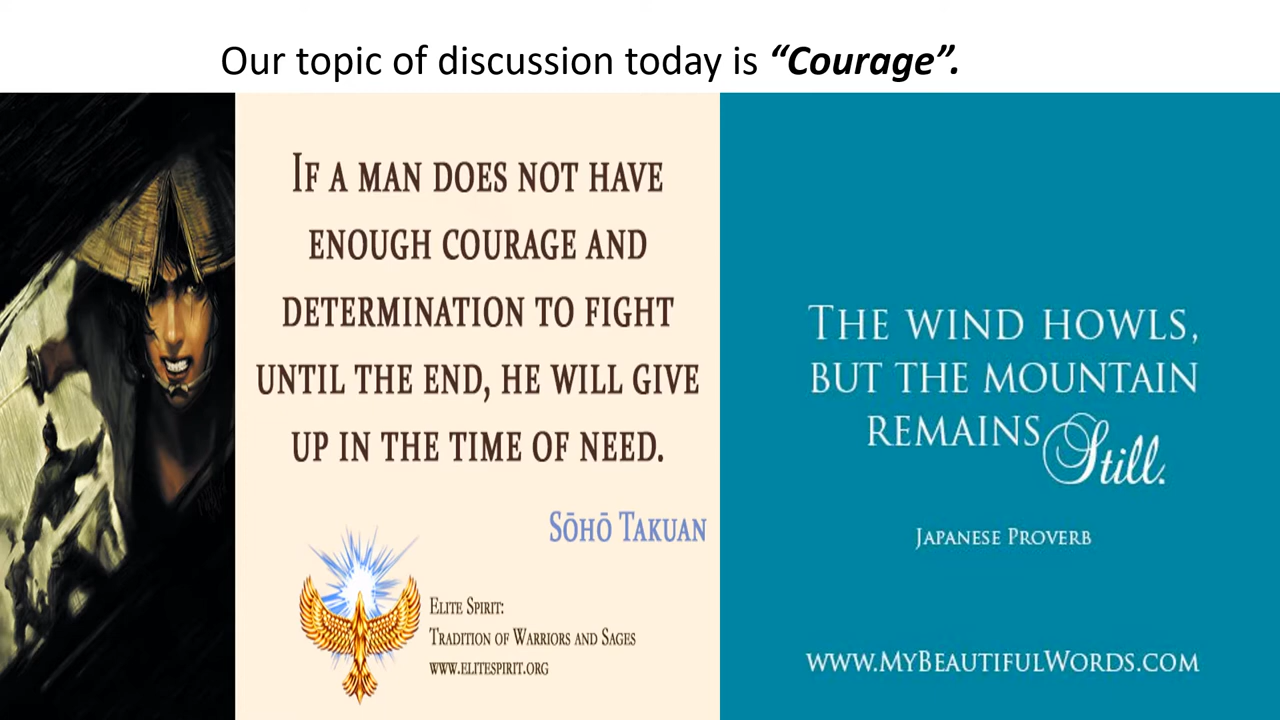 Our topic of discussion today is “Courage”.
If a man does not have
enough courage and
determination to fight
until the end, he will give
up in the time of need.
Sōhō Takuan
Elite Spirit:
Tradition of Warriors and Sages
www.elitespirit.org
The wind howls,
but the mountain
remains Still.
Japanese Proverb
www.MyBeautifulWords.com